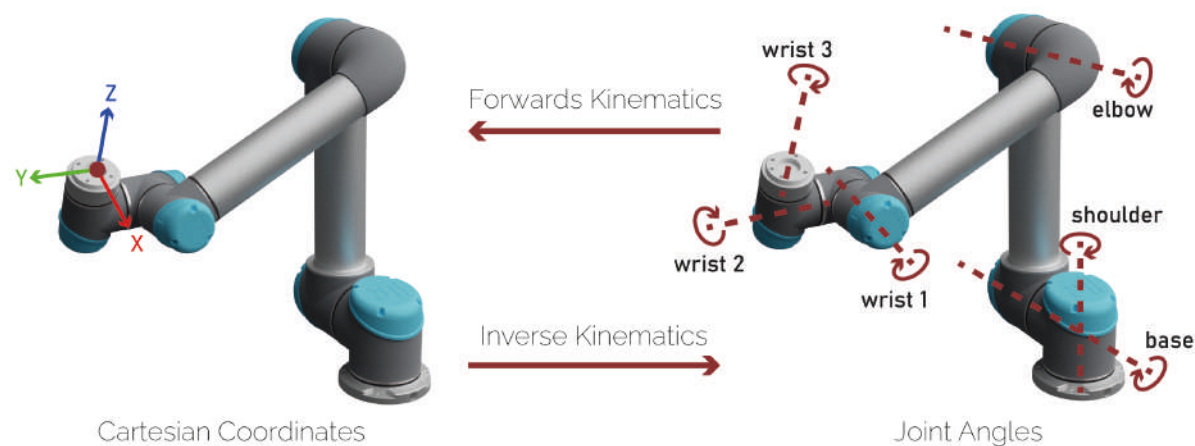 Z
Y
X
Cartesian Coordinates
Forwards Kinematics
Inverse Kinematics
wrist 3
elbow
wrist 2
wrist 1
shoulder
base
Joint Angles